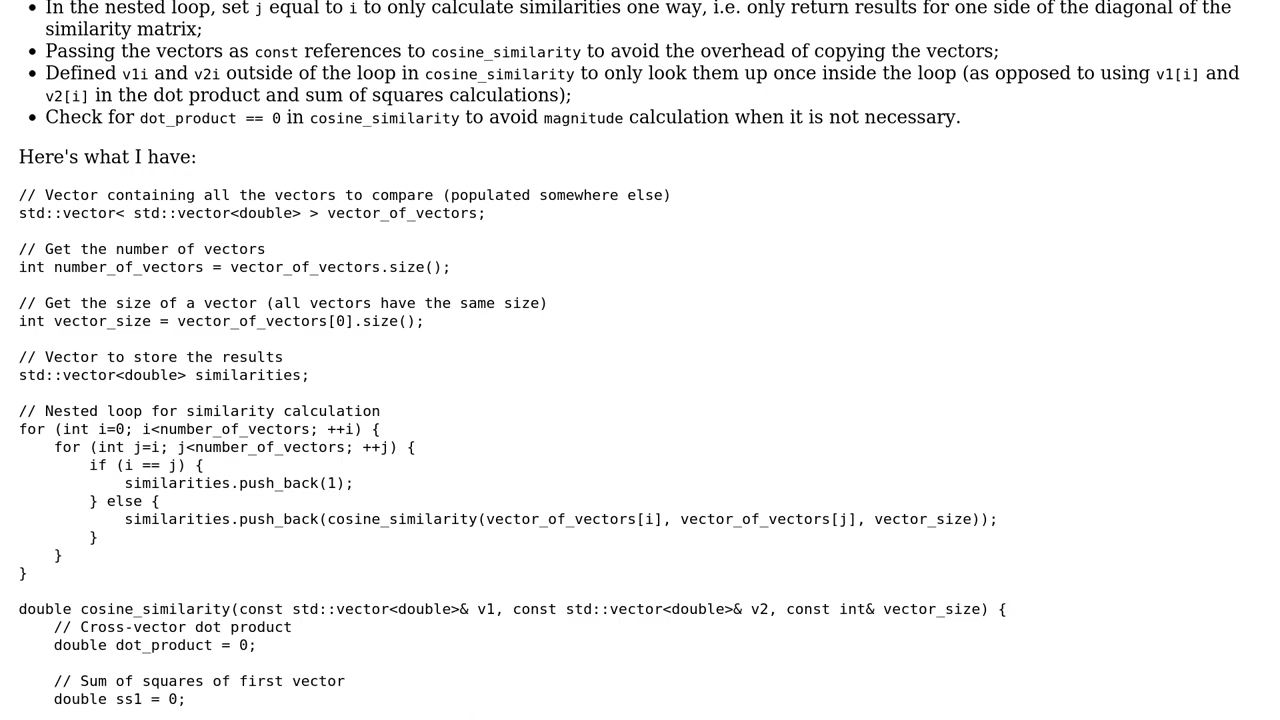 In the nested loop, set j equal to i to only calculate similarities one way, i.e. only return results for one side of the diagonal of the
similarity matrix;
Passing the vectors as const references to cosine_similarity to avoid the overhead of copying the vectors;
Defined v1i and v2i outside of the loop in cosine_similarity to only look them up once inside the loop (as opposed to using v1[i] and
v2[i] in the dot product and sum of squares calculations);
Check for dot_product == 0 in cosine_similarity to avoid magnitude calculation when it is not necessary.
Here's what I have:
// Vector containing all the vectors to compare (populated somewhere else)
std::vector< std::vector<double> > vector_of_vectors;
// Get the number of vectors
int number_of_vectors = vector_of_vectors.size();
// Get the size of a vector (all vectors have the same size)
int vector_size = vector_of_vectors[0].size();
// Vector to store the results
std::vector<double> similarities;
// Nested loop for similarity calculation
for (int i=0; i<number_of_vectors; ++i) {
    for (int j=i; j<number_of_vectors; ++j) {
        if (i == j) {
            similarities.push_back(1);
        } else {
            similarities.push_back(cosine_similarity(vector_of_vectors[i], vector_of_vectors[j], vector_size));
        }
    }
}
double cosine_similarity(const std::vector<double>& v1, const std::vector<double>& v2, const int& vector_size) {
    // Cross-vector dot product
    double dot_product = 0;
    // Sum of squares of first vector
    double ss1 = 0;